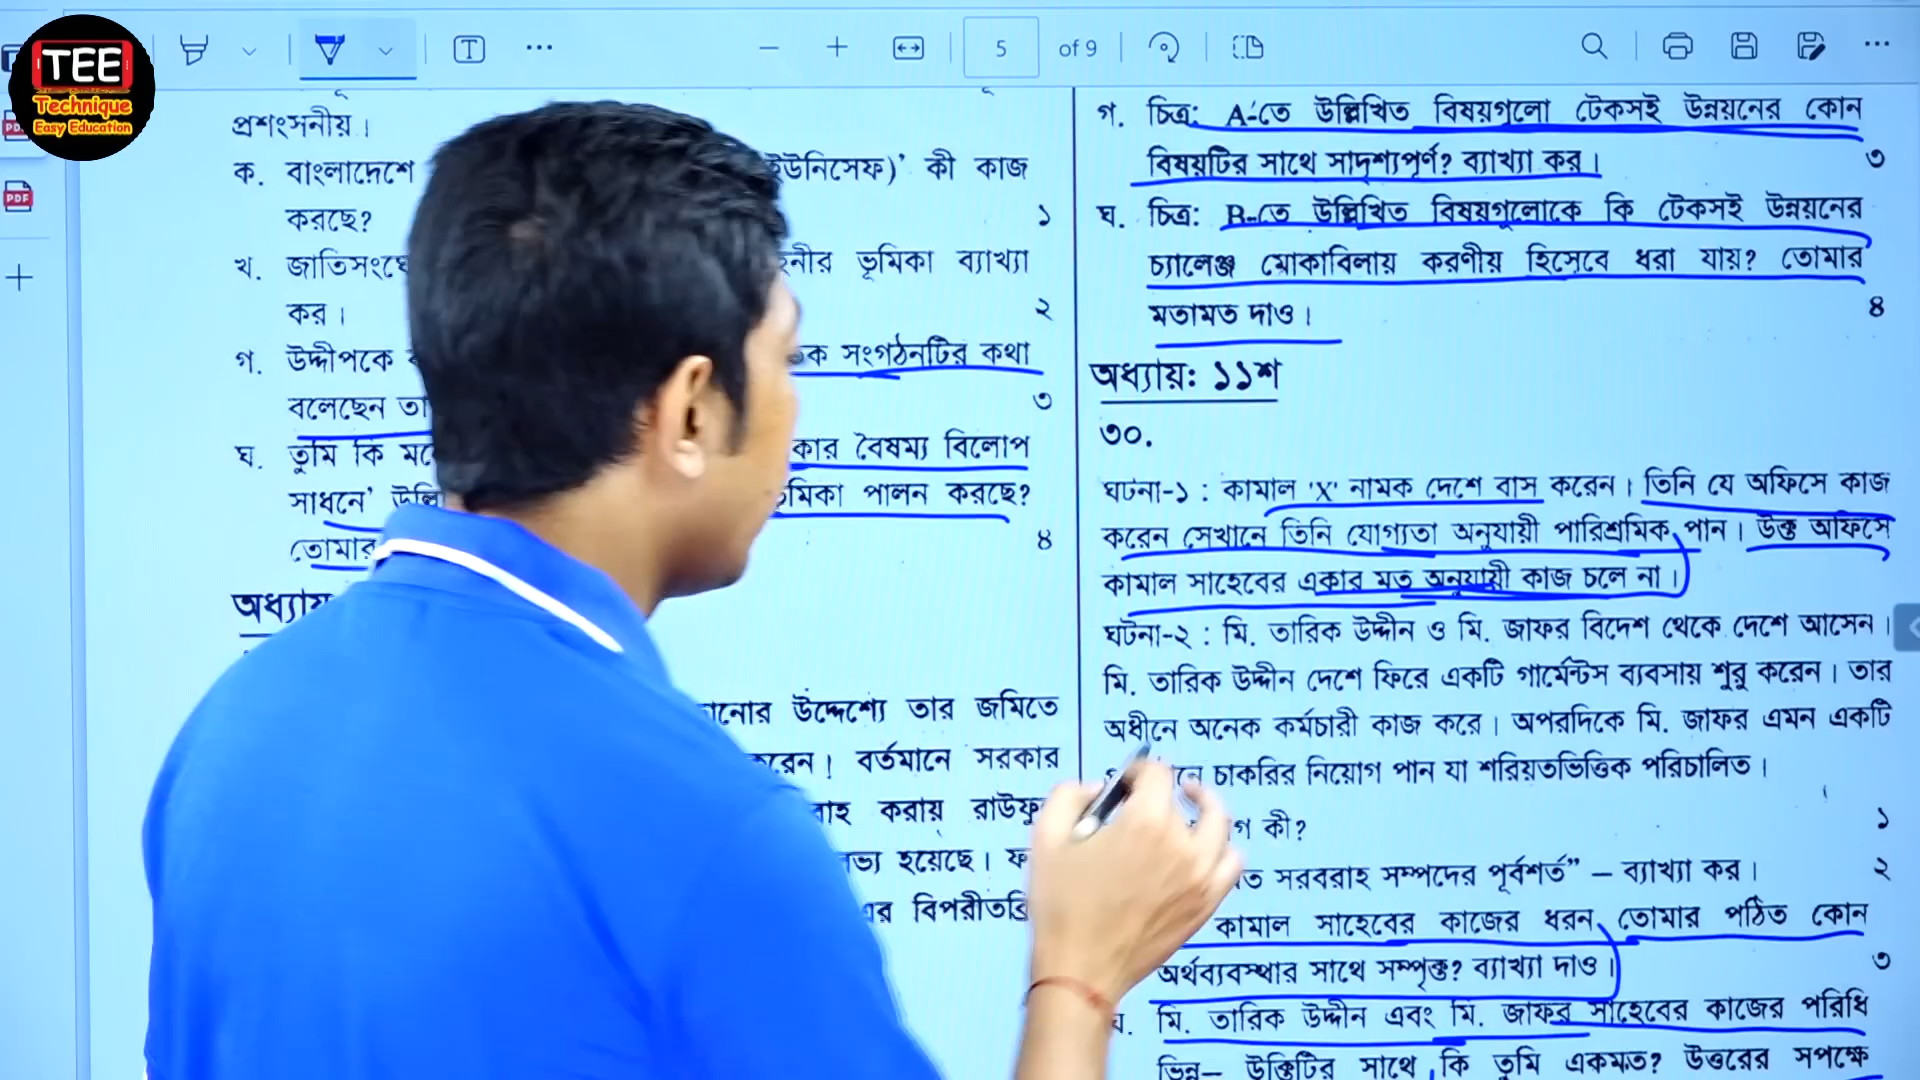 TEE
Technique
Easy Education
5 of 9
প্রশংসনীয়।
ক. বাংলাদেশে ইউনিসেফ)' কী কাজ
করছে? ১
খ. ভূমিকা ব্যাখ্যা
কর। ২
গ. উদ্দীপকে সংগঠনটির কথা
বলেছেন ৩
ঘ. তুমি কি বৈষম্য বিলোপ
সাধনে' পালন করছে?
তোমার ৪
অধ্যায়
উদ্দেশ্যে তার জমিতে
করেন। বর্তমানে সরকার
করায়
হয়েছে।
এর
গ. চিত্র: A-তে উল্লিখিত বিষয়গুলো টেকসই উন্নয়নের কোন
বিষয়টির সাথে সাদৃশ্যপূর্ণ? ব্যাখ্যা কর। ৩
ঘ. চিত্র: B-তে উল্লিখিত বিষয়গুলোকে কি টেকসই উন্নয়নের
চ্যালেঞ্জ মোকাবিলায় করণীয় হিসেবে ধরা যায়? তোমার
মতামত দাও। ৪
অধ্যায়: ১১শ
৩০.
ঘটনা-১ : কামাল 'X' নামক দেশে বাস করেন। তিনি যে অফিসে কাজ
করেন সেখানে তিনি যোগ্যতা অনুযায়ী পারিশ্রমিক পান। উক্ত অফিসে
কামাল সাহেবের একার মত অনুযায়ী কাজ চলে না।
ঘটনা-২ : মি. তারিক উদ্দীন ও মি. জাফর বিদেশ থেকে দেশে আসেন।
মি. তারিক উদ্দীন দেশে ফিরে একটি গার্মেন্টস ব্যবসায় শুরু করেন। তার
অধীনে অনেক কর্মচারী কাজ করে। অপরদিকে মি. জাফর এমন একটি
চাকরির নিয়োগ পান যা শরিয়তভিত্তিক পরিচালিত।
কী? ১
সরবরাহ সম্পদের পূর্বশর্ত" – ব্যাখ্যা কর। ২
কামাল সাহেবের কাজের ধরন তোমার পঠিত কোন
অর্থব্যবস্থার সাথে সম্পৃক্ত? ব্যাখ্যা দাও। ৩
ঘ. মি. তারিক উদ্দীন এবং মি. জাফর সাহেবের কাজের পরিধি
ভিন্ন– উক্তিটির সাথে কি তুমি একমত? উত্তরের সপক্ষে